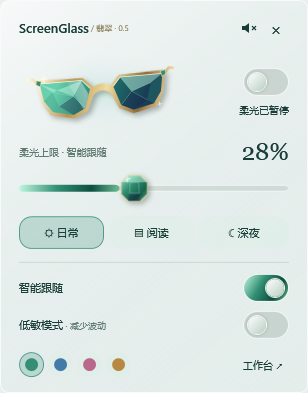 ScreenGlass / 翡翠 · 0.5
柔光已暂停
柔光上限 · 智能跟随
28%
日常 阅读 深夜
智能跟随
低敏模式 · 减少波动
工作台 ↗